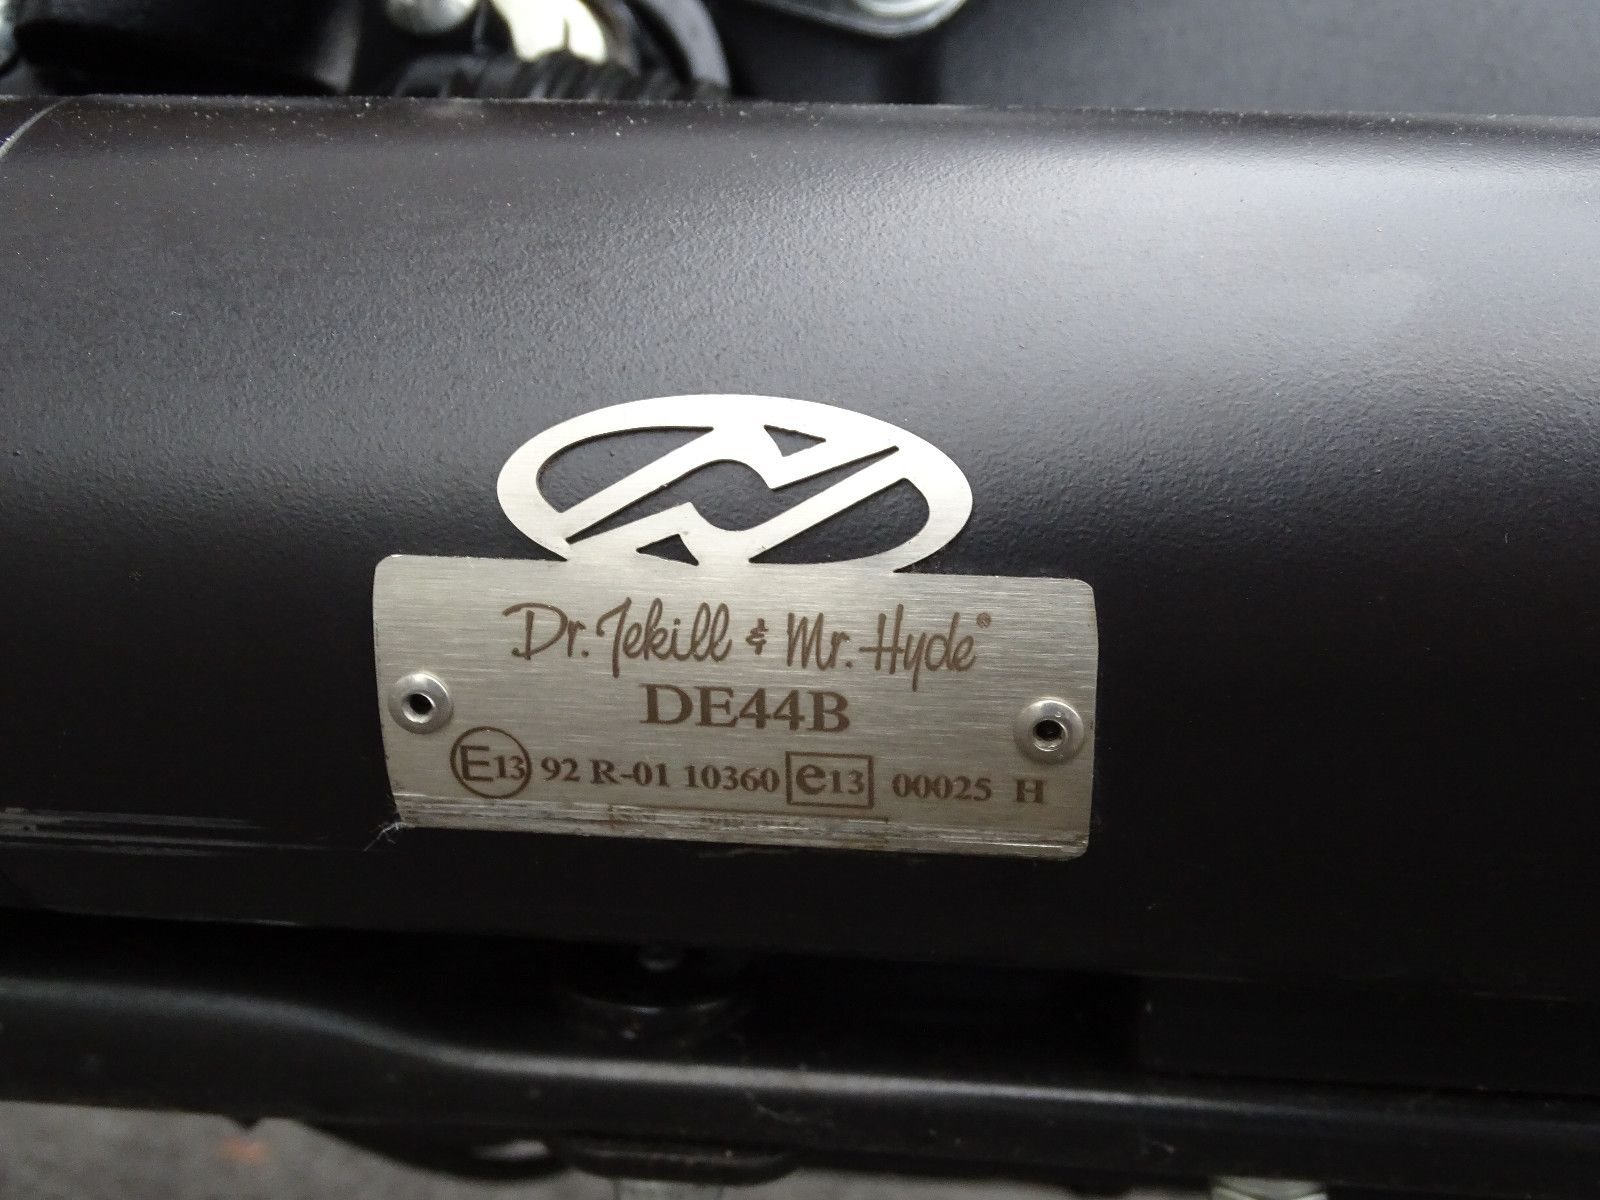 Dr. Jekill & Mr. Hyde®
DE44B
E13 92 R-01 10360 e13 00025 H